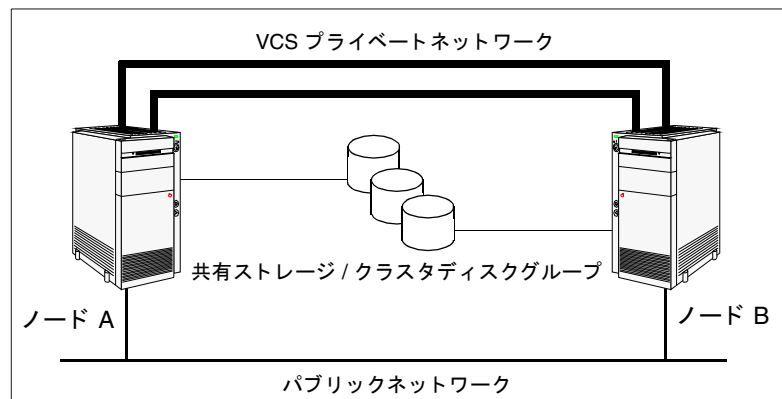 VCS プライベートネットワーク
共有ストレージ / クラスタディスクグループ
ノード A
ノード B
パブリックネットワーク